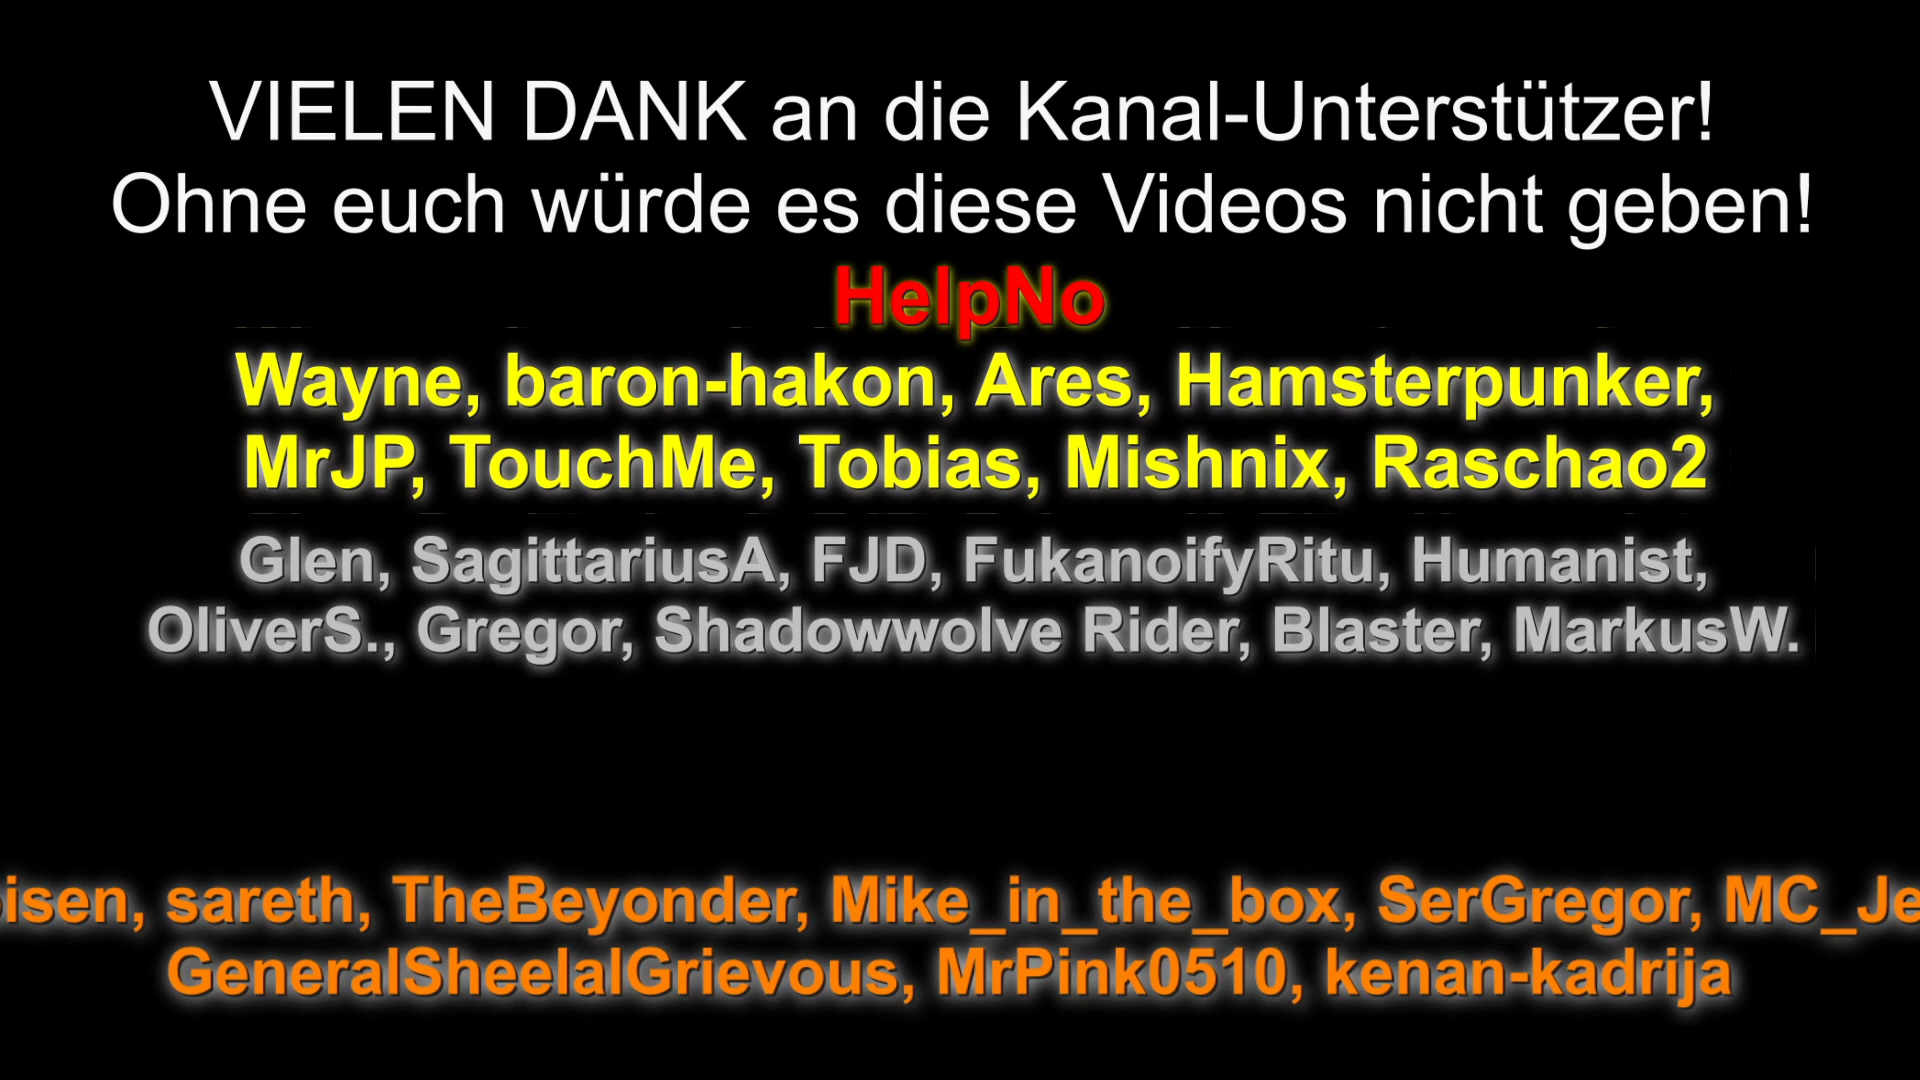 VIELEN DANK an die Kanal-Unterstützer!
Ohne euch würde es diese Videos nicht geben!
HelpNo
Wayne, baron-hakon, Ares, Hamsterpunker,
MrJP, TouchMe, Tobias, Mishnix, Raschao2
Glen, SagittariusA, FJD, FukanoifyRitu, Humanist,
OliverS., Gregor, Shadowwolve Rider, Blaster, MarkusW.
sareth, TheBeyonder, Mike_in_the_box, SerGregor,
GeneralSheelalGrievous, MrPink0510, kenan-kadrija